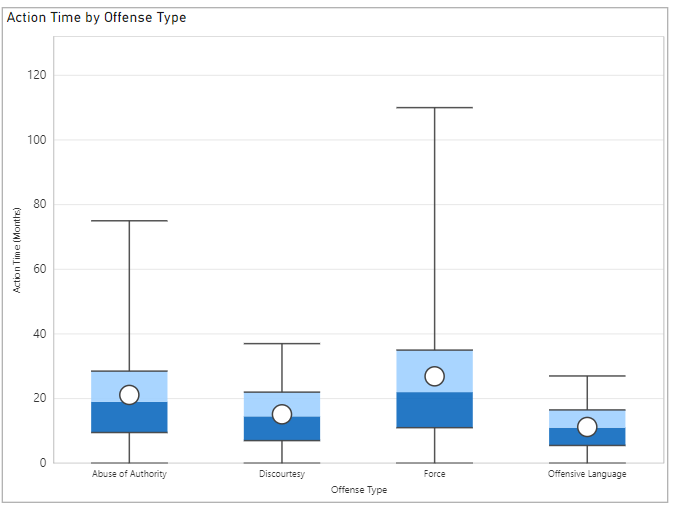 Action Time by Offense Type
120
100
80
60
40
20
0
Action Time (Months)
Abuse of Authority
Discourtesy
Force
Offensive Language
Offense Type